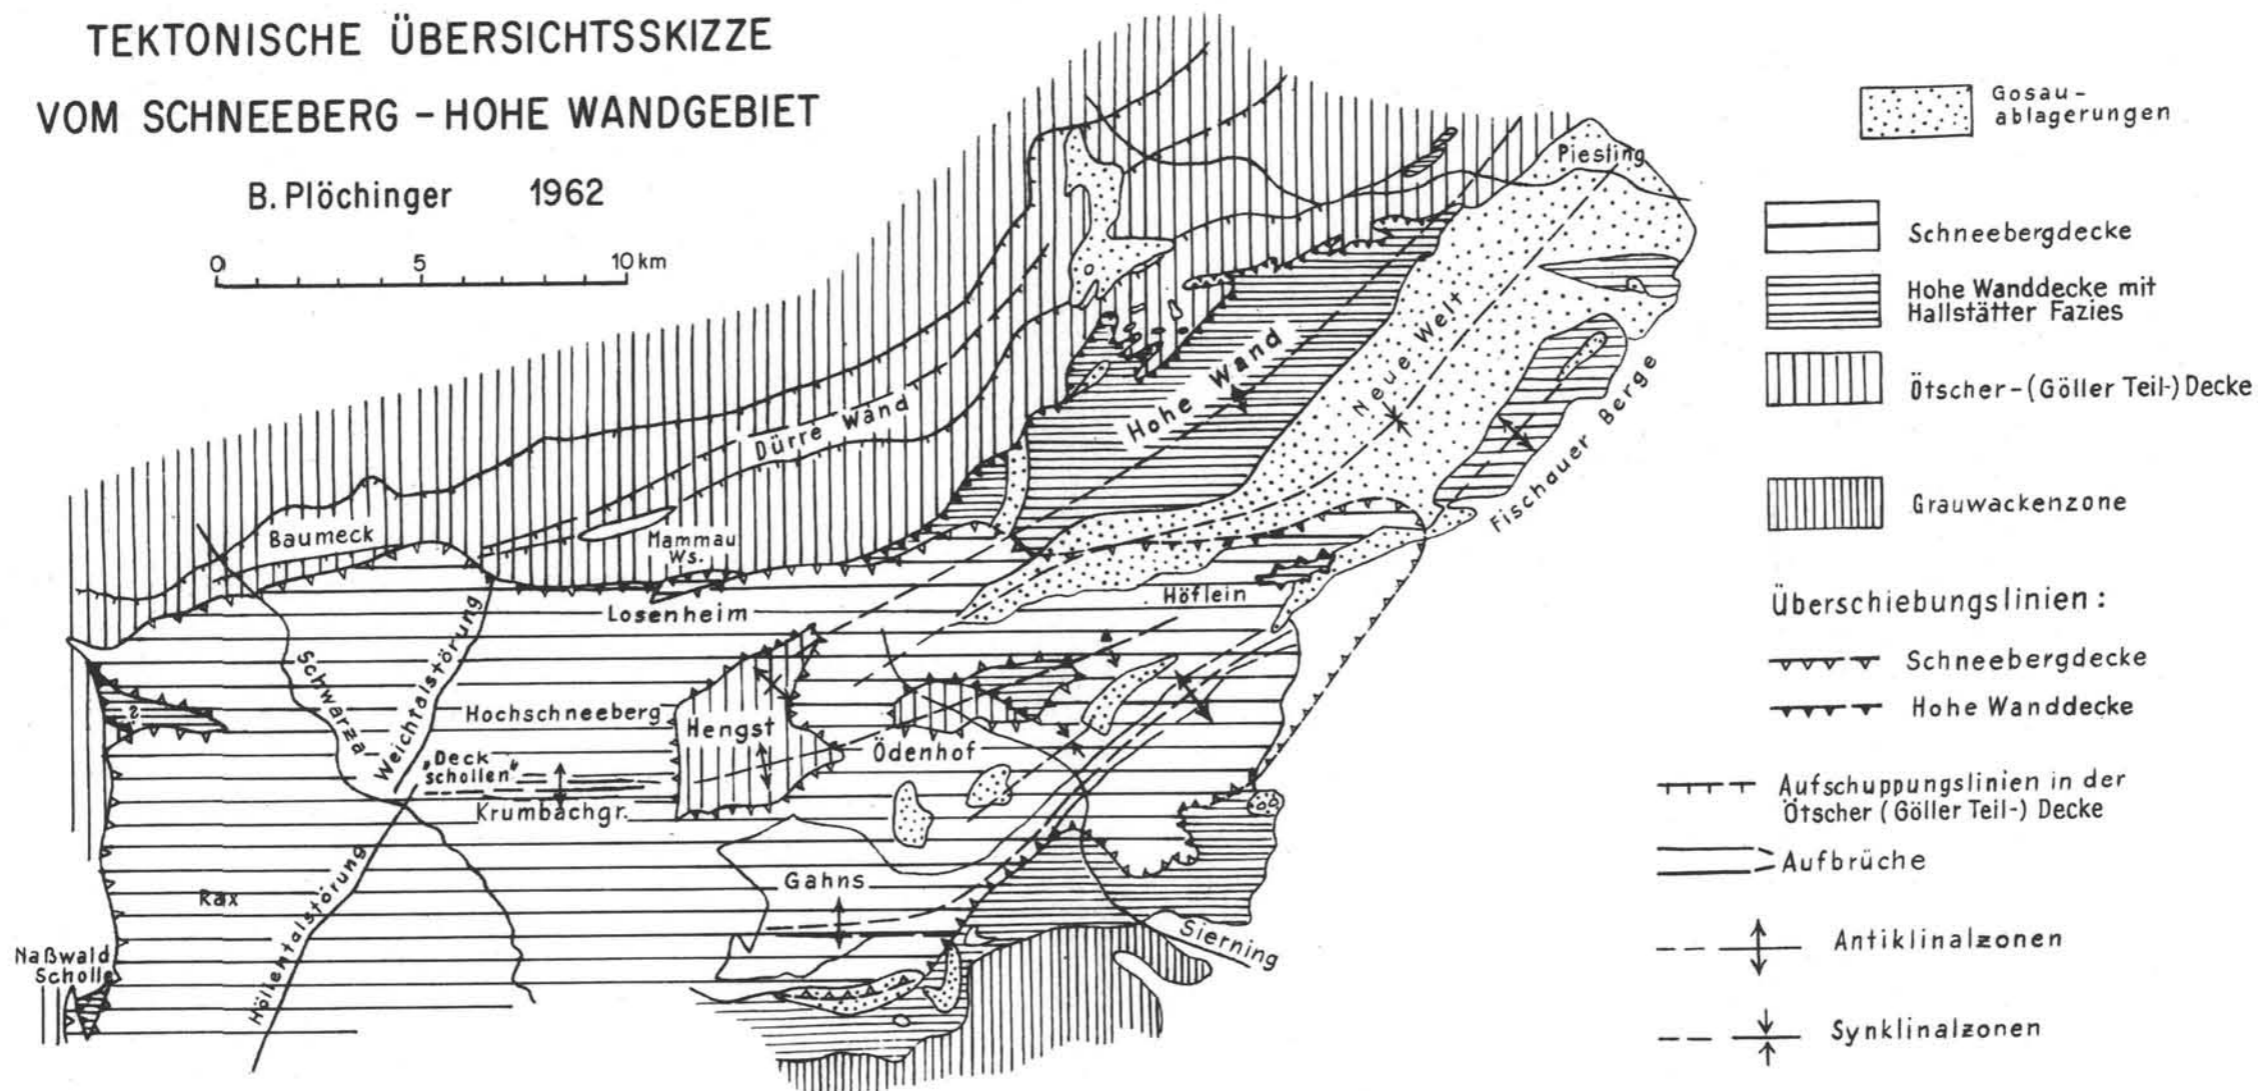 TEKTONISCHE ÜBERSICHTSSKIZZE
VOM SCHNEEBERG - HOHE WANDGEBIET
B. Plöchinger 1962
0 5 10 km
Gosau-
ablagerungen
Schneebergdecke
Hohe Wanddecke mit
Hallstätter Fazies
Ötscher-(Göller Teil-) Decke
Grauwackenzone
Überschiebungslinien:
Schneebergdecke
Hohe Wanddecke
Aufschuppungslinien in der
Ötscher (Göller Teil-) Decke
Aufbrüche
Antiklinalzonen
Synklinalzonen
Piesting
Neue Welt
Hohe Wand
Fischauer Berge
Dürre Wand
Baumeck
Mammau
Ws.
Losenheim
Höflein
Schwarza
Weichtalstörung
Hochschneeberg
Hengst
Ödenhof
?
"Deck
schollen"
Krumbachgr.
Gahns
Rax
Höllentalstörung
Sierning
Naßwald
Scholle